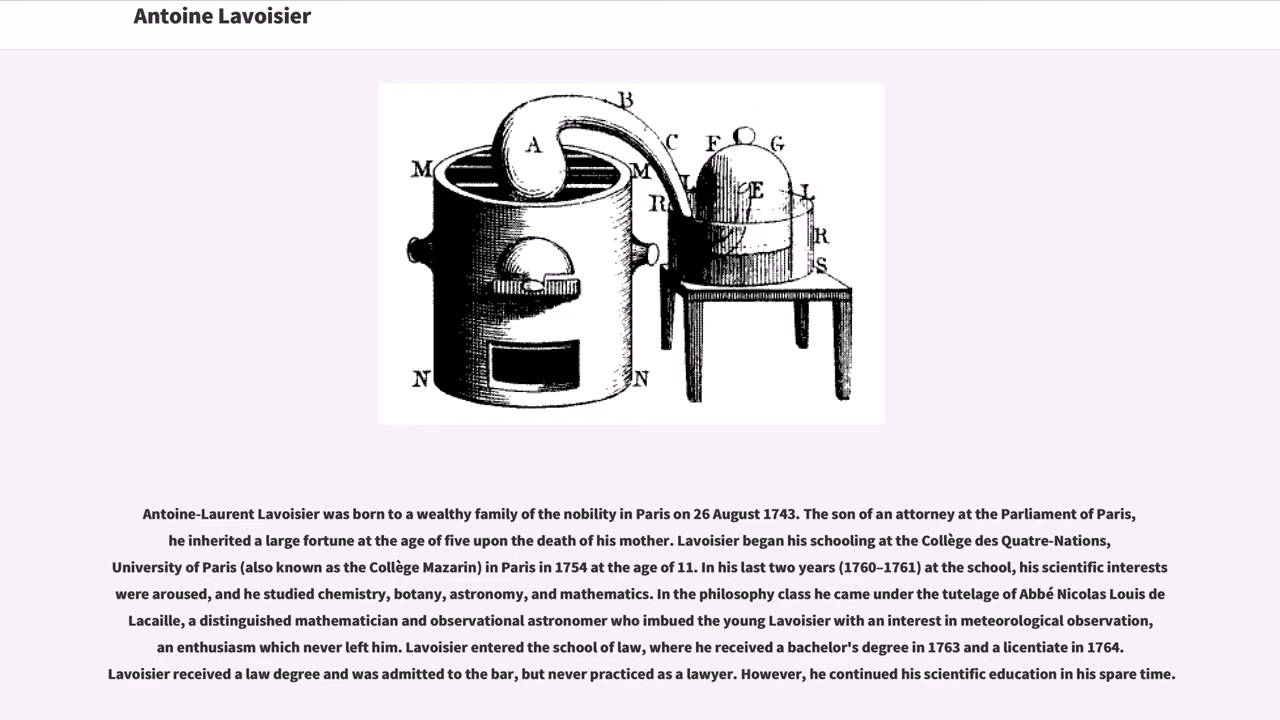 Antoine Lavoisier
B
A
C
F
G
M
M
L
E
L
R
R
S
N
N
Antoine-Laurent Lavoisier was born to a wealthy family of the nobility in Paris on 26 August 1743. The son of an attorney at the Parliament of Paris,
he inherited a large fortune at the age of five upon the death of his mother. Lavoisier began his schooling at the Collège des Quatre-Nations,
University of Paris (also known as the Collège Mazarin) in Paris in 1754 at the age of 11. In his last two years (1760–1761) at the school, his scientific interests
were aroused, and he studied chemistry, botany, astronomy, and mathematics. In the philosophy class he came under the tutelage of Abbé Nicolas Louis de
Lacaille, a distinguished mathematician and observational astronomer who imbued the young Lavoisier with an interest in meteorological observation,
an enthusiasm which never left him. Lavoisier entered the school of law, where he received a bachelor's degree in 1763 and a licentiate in 1764.
Lavoisier received a law degree and was admitted to the bar, but never practiced as a lawyer. However, he continued his scientific education in his spare time.